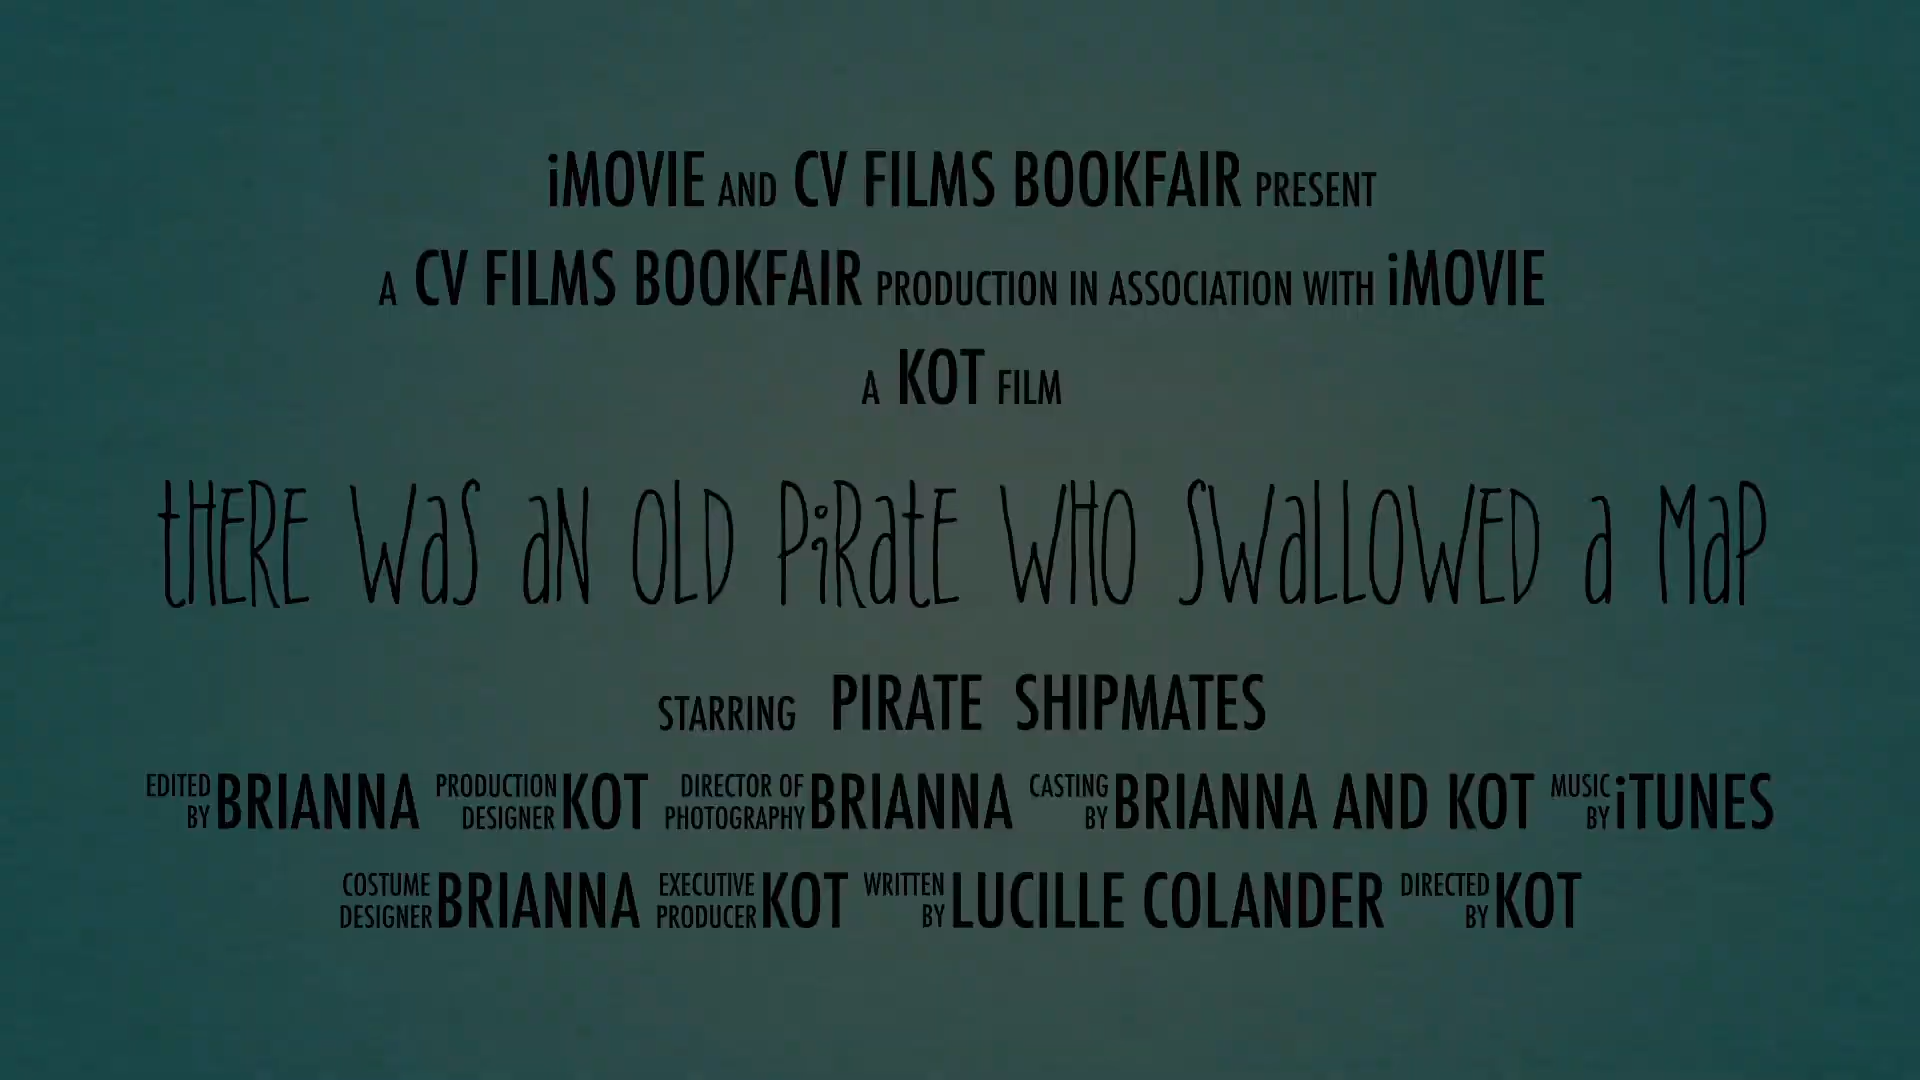 iMOVIE AND CV FILMS BOOKFAIR PRESENT
A CV FILMS BOOKFAIR PRODUCTION IN ASSOCIATION WITH iMOVIE
A KOT FILM
tHERE WaS aN OLD PiRatE WHO SWaLLOWED a MaP
STARRING PIRATE SHIPMATES
EDITED BY BRIANNA PRODUCTION DESIGNER KOT DIRECTOR OF PHOTOGRAPHY BRIANNA CASTING BY BRIANNA AND KOT MUSIC BY iTUNES
COSTUME DESIGNER BRIANNA EXECUTIVE PRODUCER KOT WRITTEN BY LUCILLE COLANDER DIRECTED BY KOT